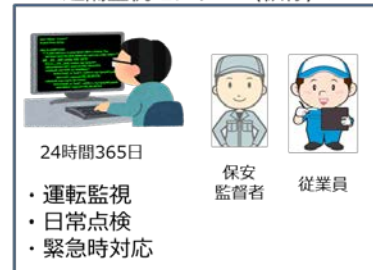 24時間365日
・運転監視
・日常点検
・緊急時対応
保安
監督者
従業員